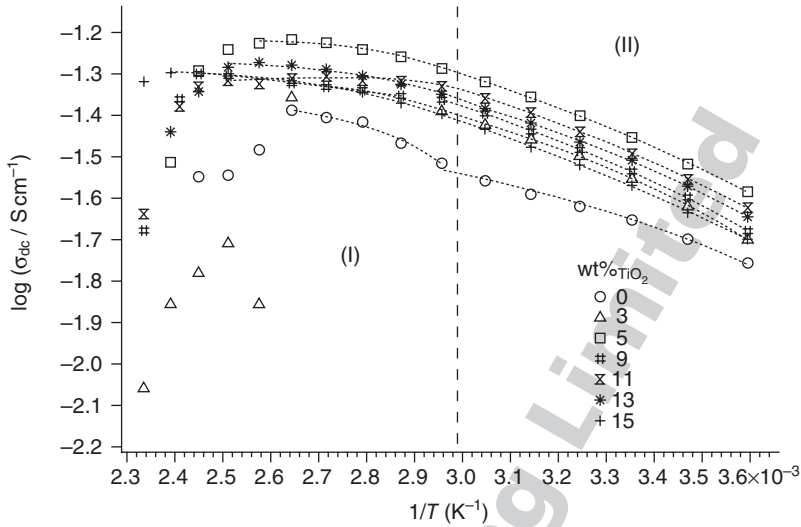 −1.2
−1.3
−1.4
−1.5
−1.6
−1.7
−1.8
−1.9
−2.0
−2.1
−2.2
log (σdc / S cm−1)
(I)
(II)
wt%TiO2
0
3
5
9
11
13
15
2.3 2.4 2.5 2.6 2.7 2.8 2.9 3.0 3.1 3.2 3.3 3.4 3.5 3.6×10−3
1/T (K−1)
ng Limited